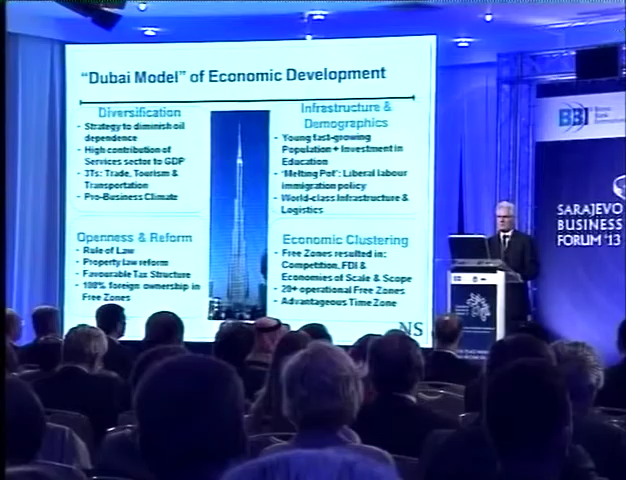 "Dubai Model" of Economic Development
Diversification
- Strategy to diminish oil
dependence
- High contribution of
Services sector to GDP
- 3Ts: Trade, Tourism &
Transportation
- Pro-Business Climate
Infrastructure &
Demographics
- Young fast-growing
Population + Investment in
Education
- 'Melting Pot': Liberal labour
immigration policy
- World-class Infrastructure &
Logistics
Openness & Reform
- Rule of Law
- Property law reform
- Favourable Tax Structure
- 100% foreign ownership in
Free Zones
Economic Clustering
- Free Zones resulted in:
Competition, FDI &
Economies of Scale & Scope
- 20+ operational Free Zones
- Advantageous Time Zone
NS
BBI
SARAJEVO
BUSINESS
FORUM '13